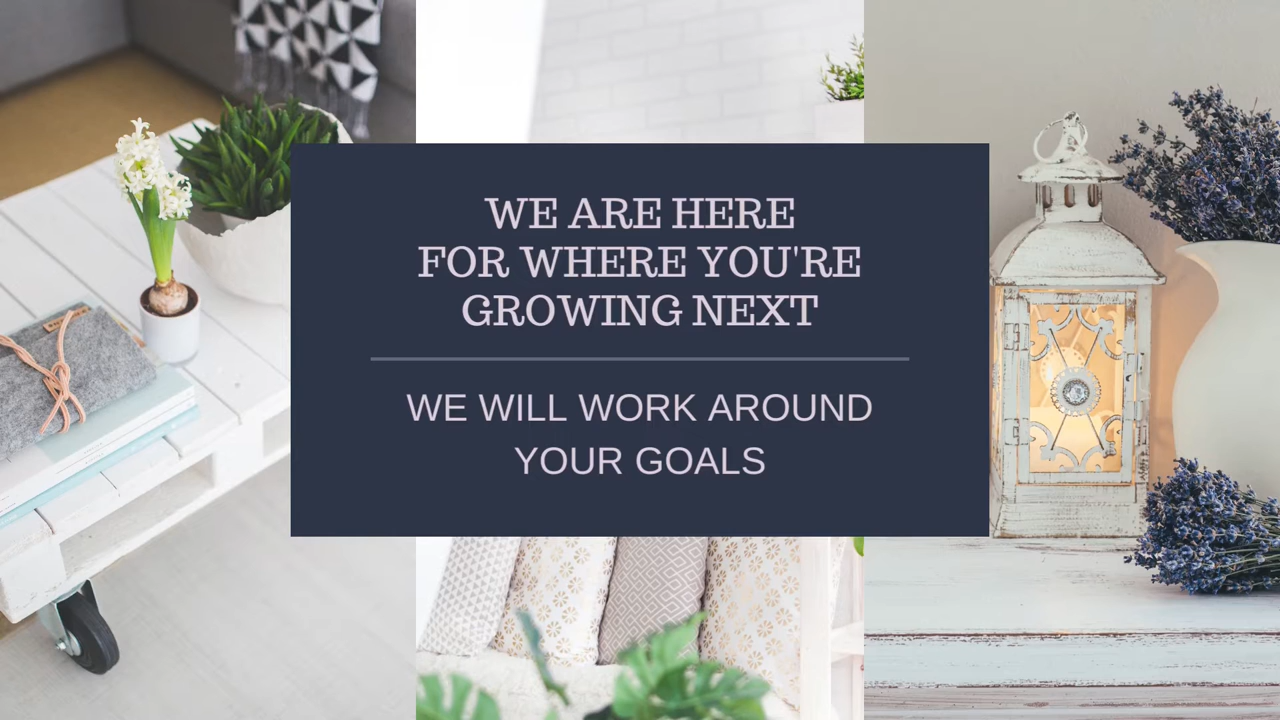 WE ARE HERE
FOR WHERE YOU'RE
GROWING NEXT
WE WILL WORK AROUND
YOUR GOALS